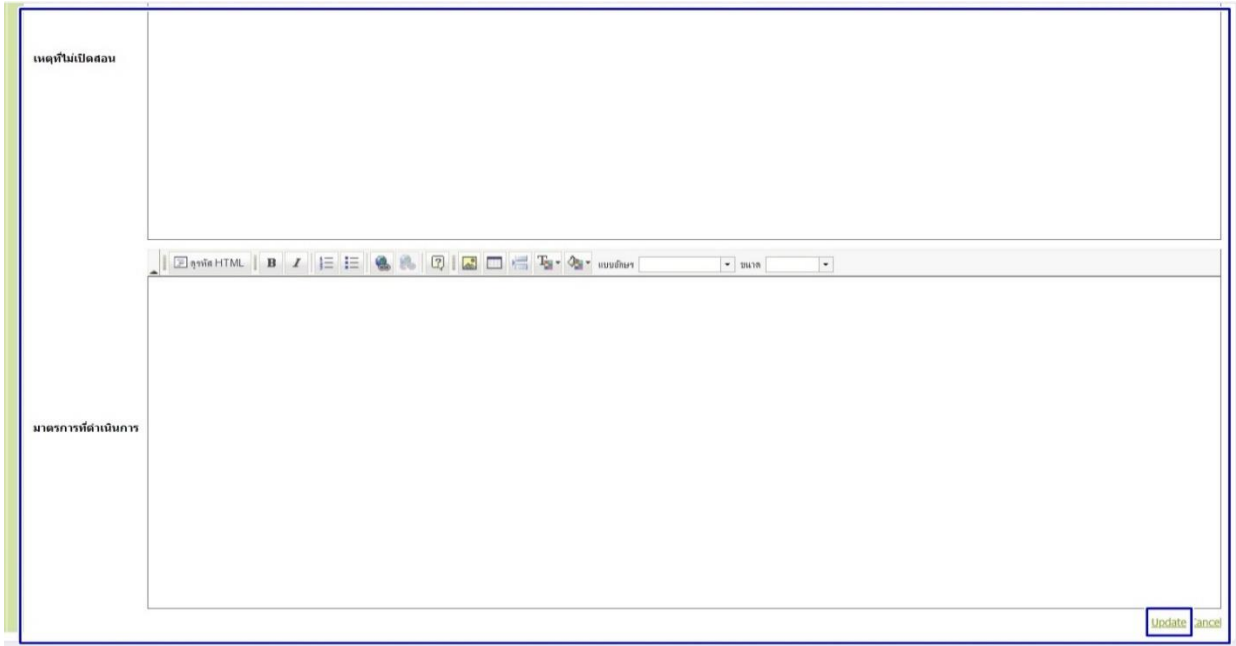 เหตุที่ไม่เปิดสอน
ดูรหัส HTML B I แบบอักษร ขนาด
มาตรการที่ดำเนินการ
Update Cancel